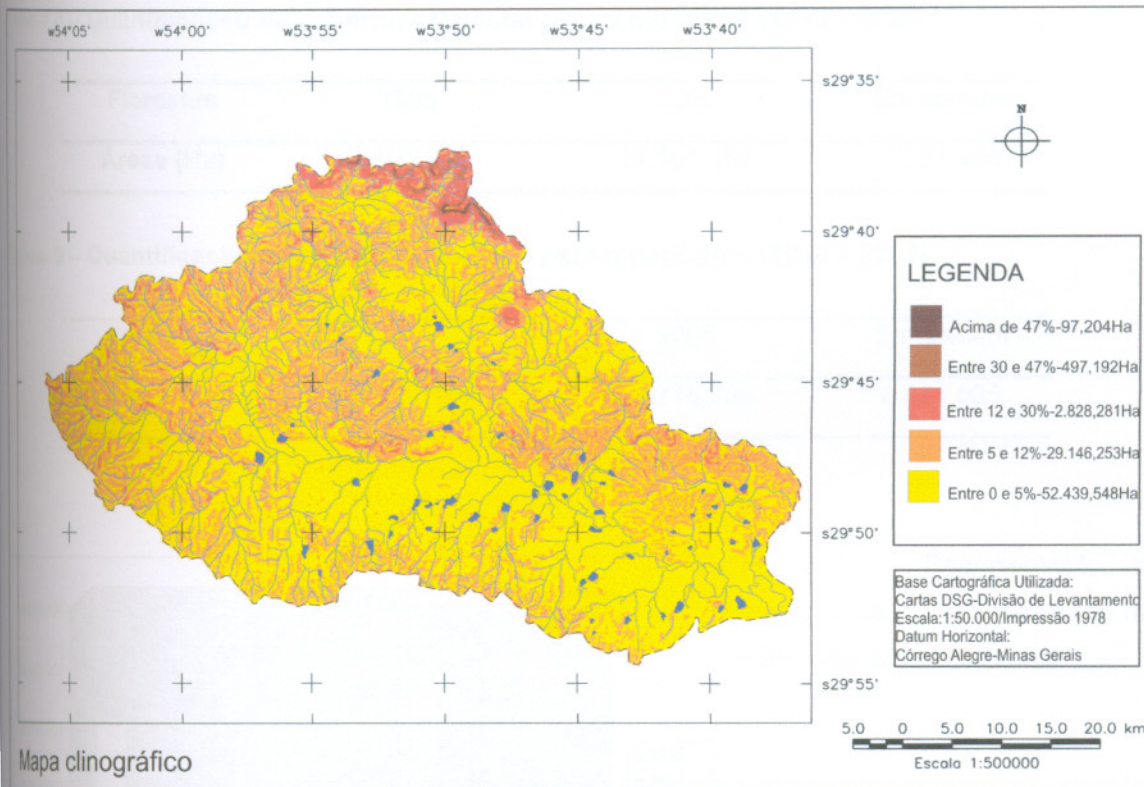 w54°05' w54°00' w53°55' w53°50' w53°45' w53°40'
s29°35'
N
s29°40'
s29°45'
s29°50'
s29°55'
LEGENDA
Acima de 47%-97,204Ha
Entre 30 e 47%-497,192Ha
Entre 12 e 30%-2.828,281Ha
Entre 5 e 12%-29.146,253Ha
Entre 0 e 5%-52.439,548Ha
Base Cartográfica Utilizada:
Cartas DSG-Divisão de Levantamento
Escala:1:50.000/Impressão 1978
Datum Horizontal:
Córrego Alegre-Minas Gerais
5.0 0 5.0 10.0 15.0 20.0 km
Escala 1:500000
Mapa clinográfico